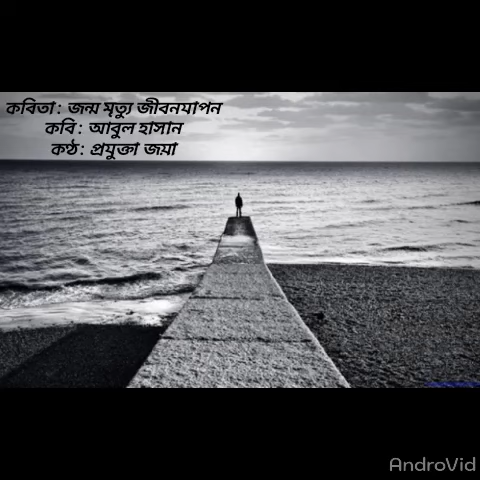 কবিতা : জন্ম মৃত্যু জীবনযাপন
কবি : আবুল হাসান
কণ্ঠ : প্রযুক্তা জয়া
AndroVid